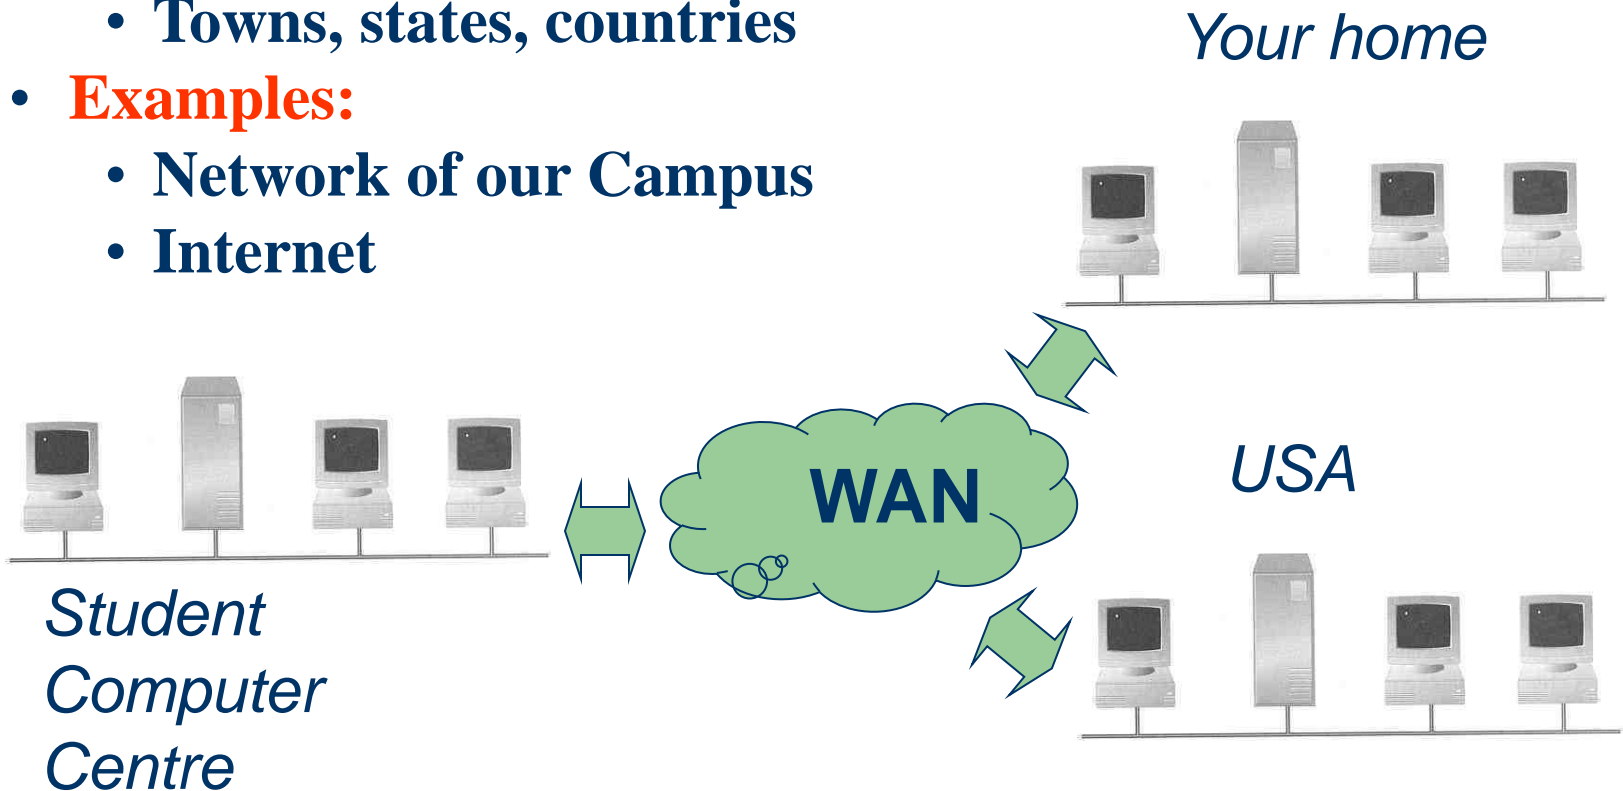 • Towns, states, countries
• Examples:
• Network of our Campus
• Internet
Your home
WAN
USA
Student
Computer
Centre